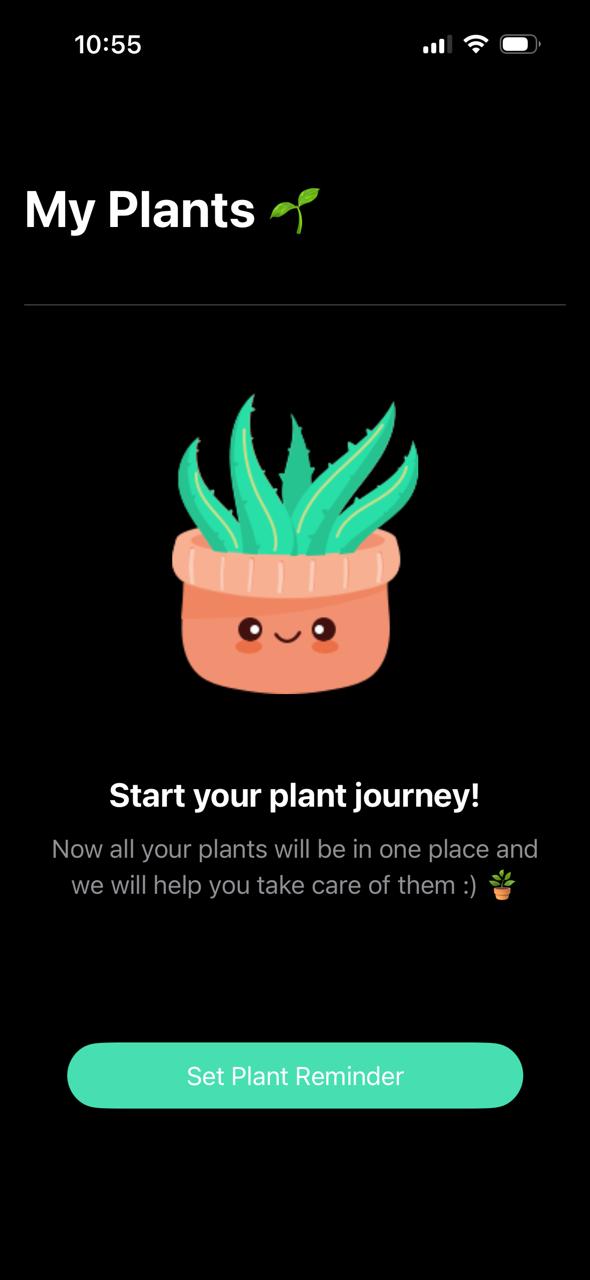 10:55
My Plants 🌱
Start your plant journey!
Now all your plants will be in one place and
we will help you take care of them :) 🪴
Set Plant Reminder